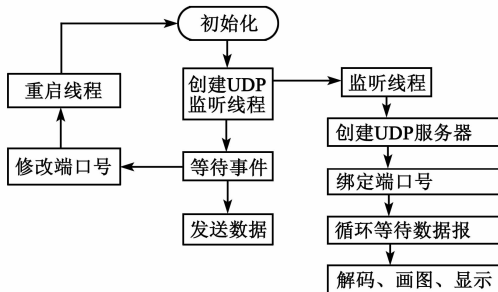 初始化
重启线程
创建UDP
监听线程
监听线程
创建UDP服务器
修改端口号
等待事件
绑定端口号
发送数据
循环等待数据报
解码、画图、显示